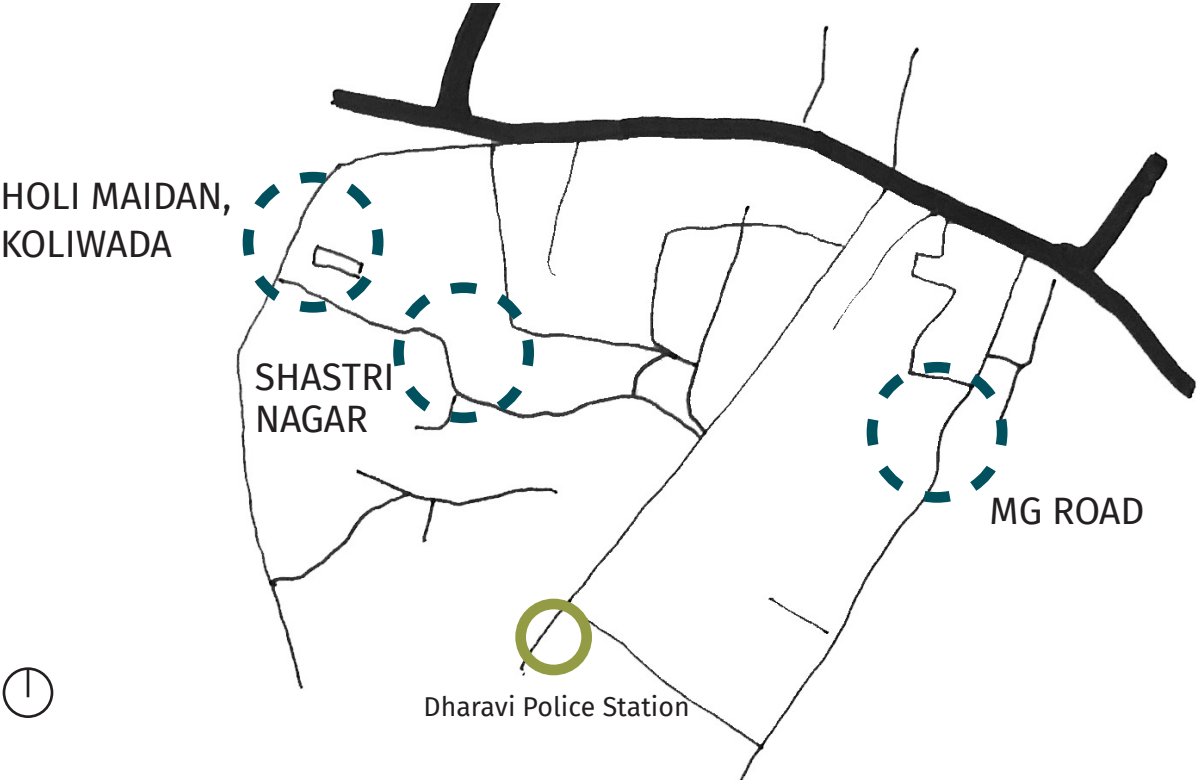 HOLI MAIDAN,
KOLIWADA
SHASTRI
NAGAR
MG ROAD
Dharavi Police Station